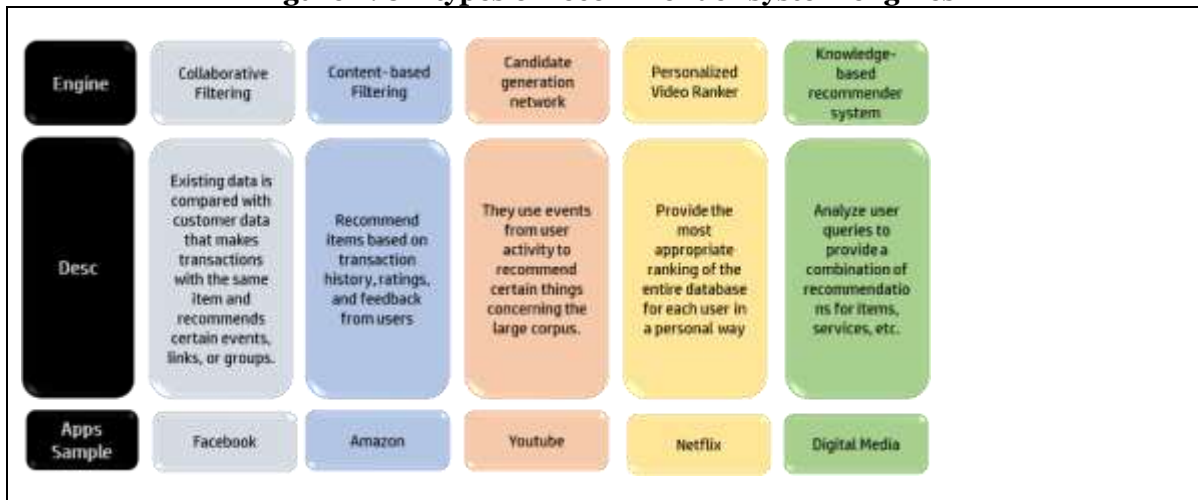 Engine
Collaborative
Filtering
Content-based
Filtering
Candidate
generation
network
Personalized
Video Ranker
Knowledge-
based
recommender
system
Desc
Existing data is
compared with
customer data
that makes
transactions
with the same
item and
recommends
certain events,
links, or groups.
Recommend
items based on
transaction
history, ratings,
and feedback
from users
They use events
from user
activity to
recommend
certain things
concerning the
large corpus.
Provide the
most
appropriate
ranking of the
entire database
for each user in
a personal way
Analyze user
queries to
provide a
combination of
recommendatio
ns for items,
services, etc.
Apps
Sample
Facebook
Amazon
Youtube
Netflix
Digital Media